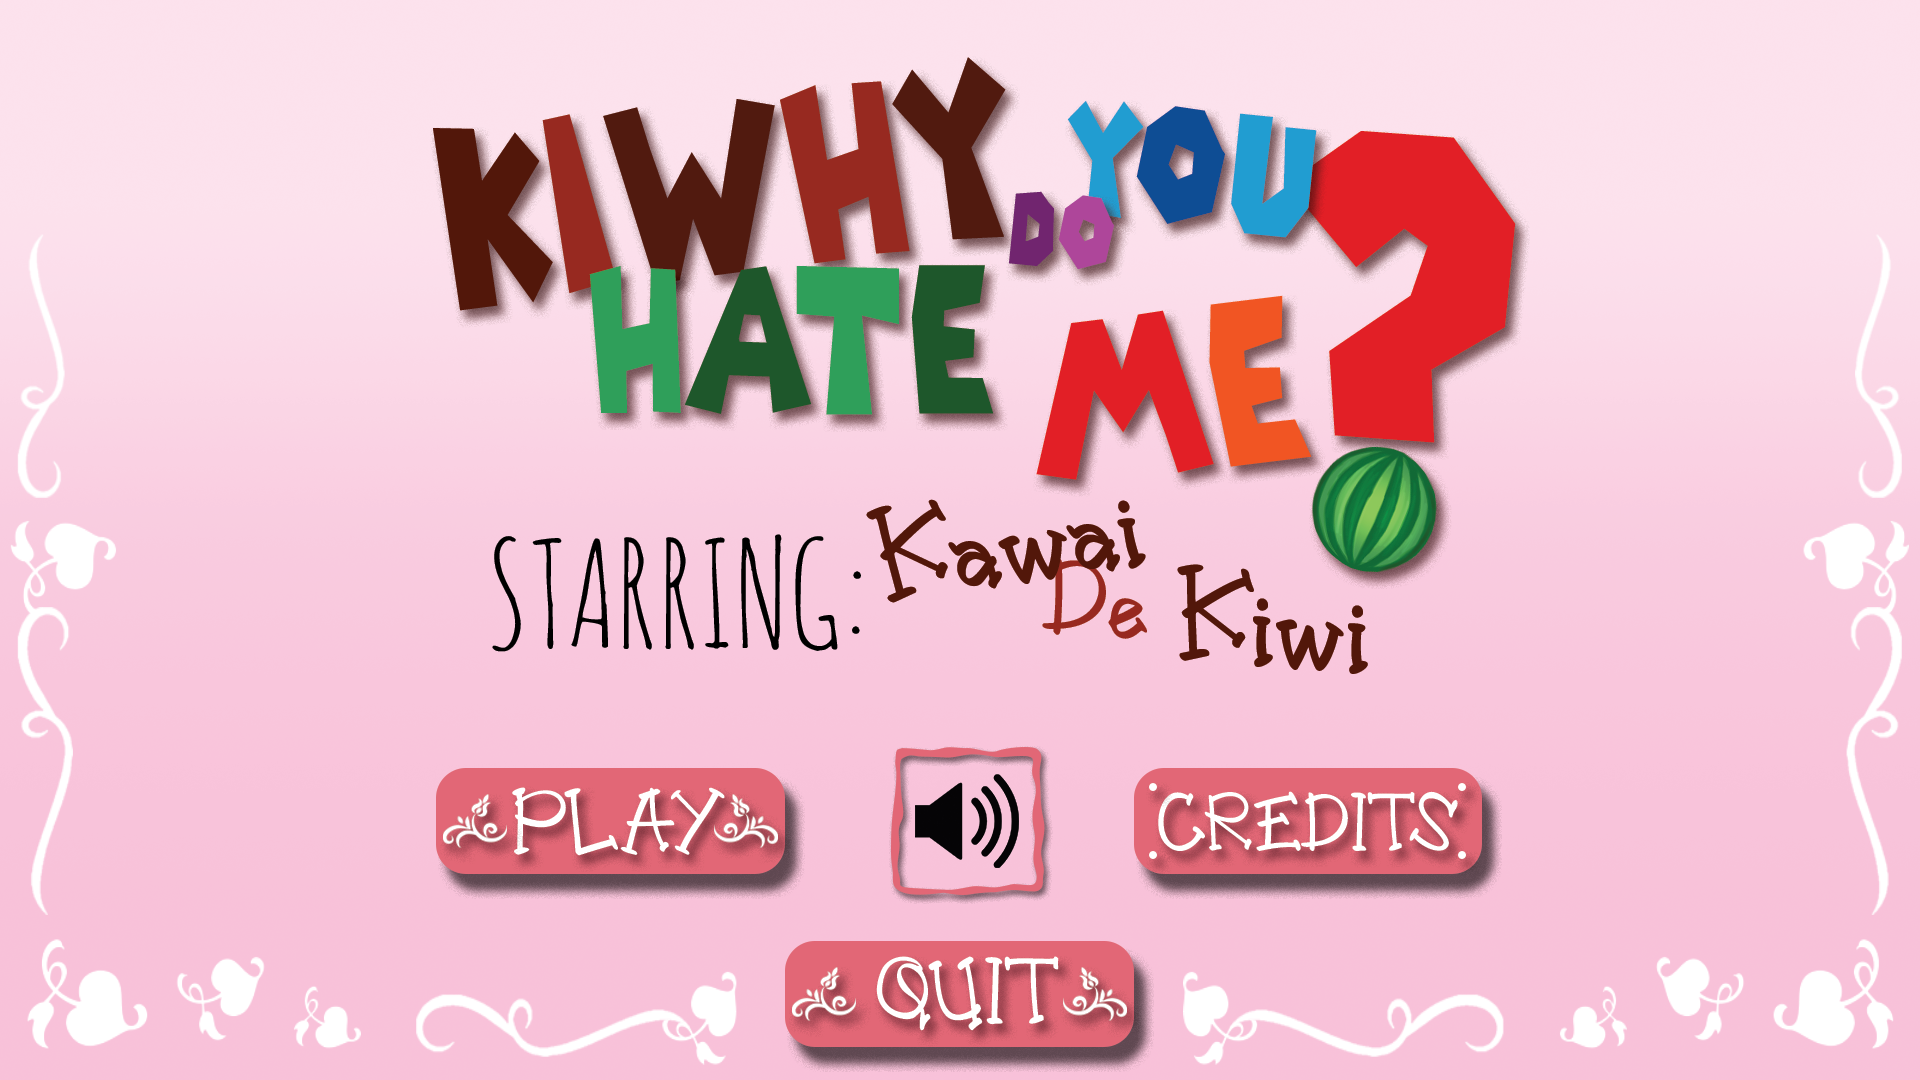 KIWHY DO YOU
HATE ME?
STARRING: Kawai De Kiwi
PLAY
CREDITS
QUIT